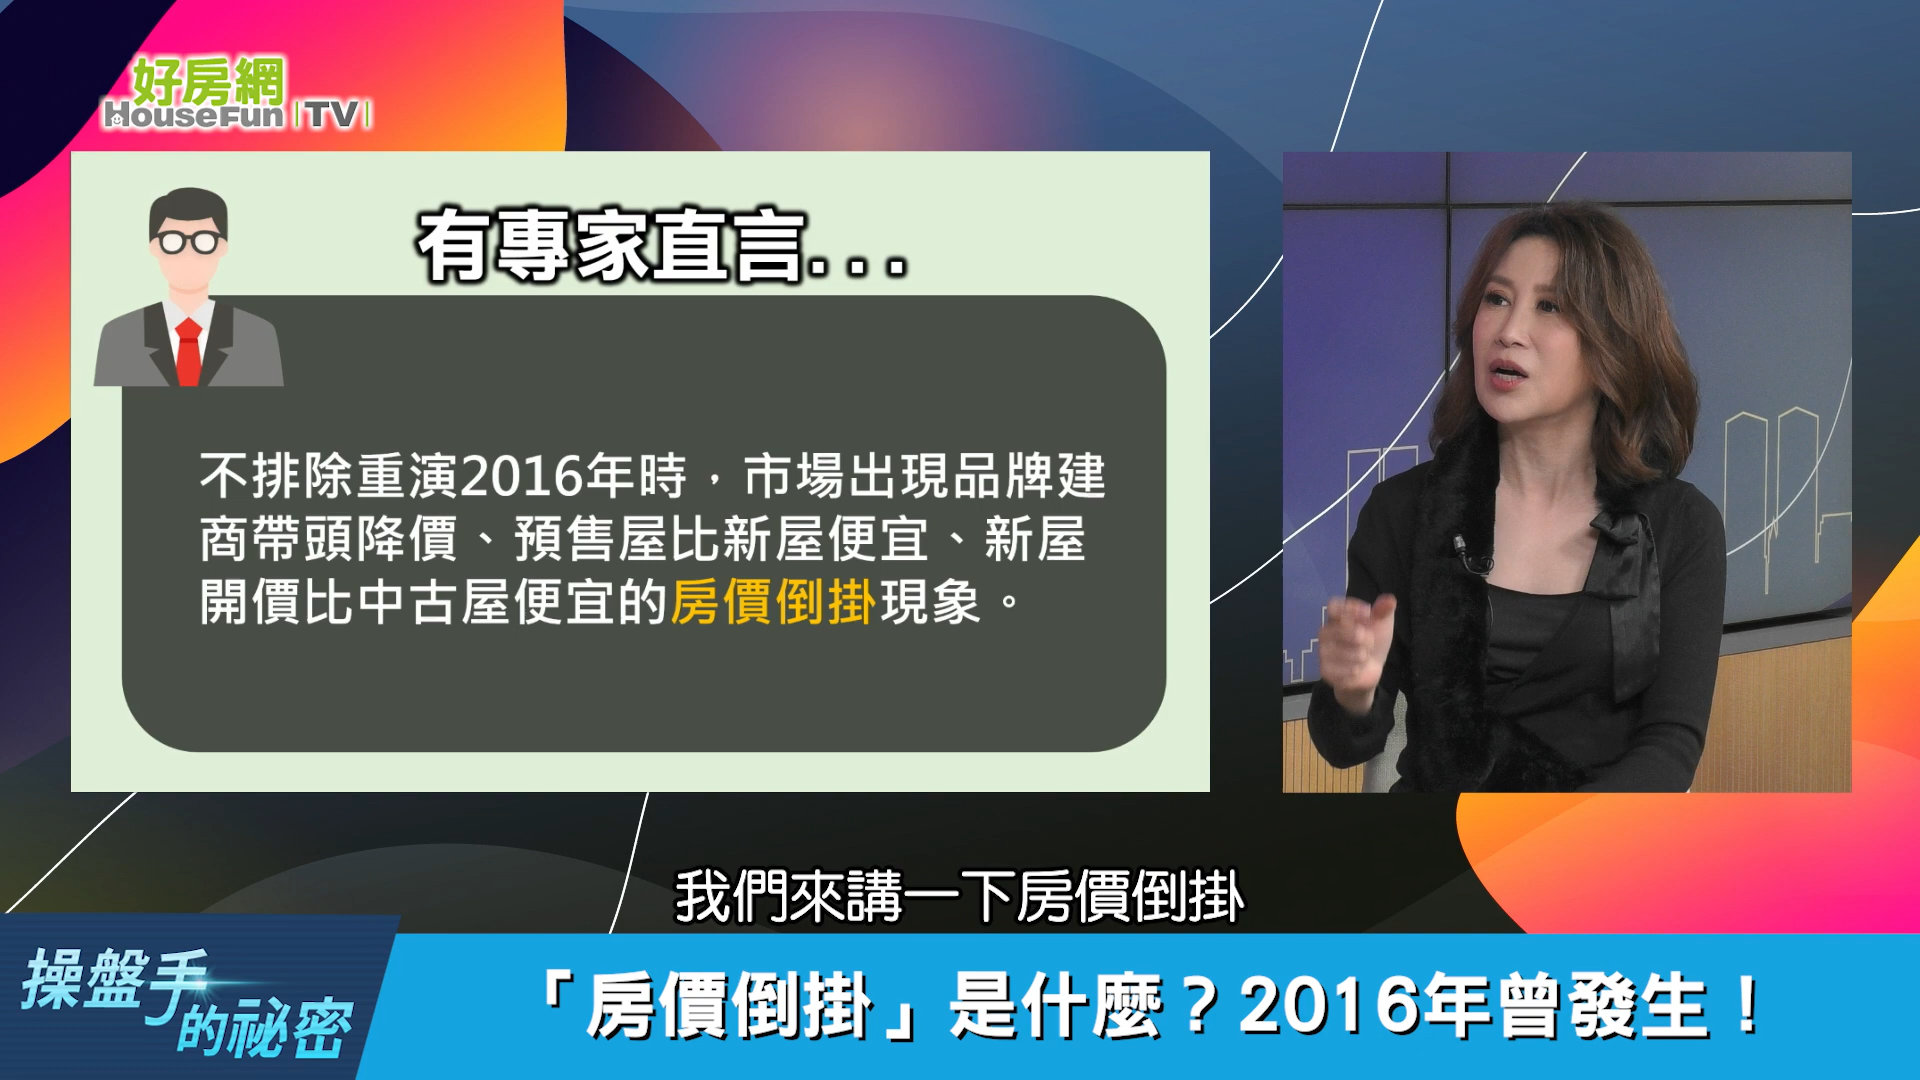 好房網
HouseFun TV
有專家直言...
不排除重演2016年時，市場出現品牌建
商帶頭降價、預售屋比新屋便宜、新屋
開價比中古屋便宜的房價倒掛現象。
我們來講一下房價倒掛
操盤手
的祕密
「房價倒掛」是什麼？2016年曾發生！